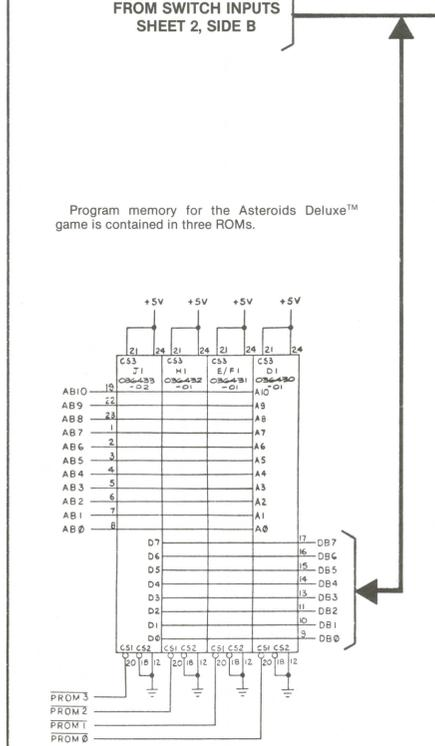 FROM SWITCH INPUTS
SHEET 2, SIDE B
Program memory for the Asteroids Deluxe™
game is contained in three ROMs.
+5V +5V +5V +5V
21 24 21 24 21 24 21 24
CS3 CS3 CS3 CS3
J1 H1 E/F1 D1
036433 036432 036431 036430
-02 -01 -01 -01
AB10 19 A10
AB9 22 A9
AB8 23 A8
AB7 1 A7
AB6 2 A6
AB5 3 A5
AB4 4 A4
AB3 5 A3
AB2 6 A2
AB1 7 A1
ABØ 8 AØ
D7 17 DB7
D6 16 DB6
D5 15 DB5
D4 14 DB4
D3 13 DB3
D2 11 DB2
D1 10 DB1
DØ 9 DBØ
CS1 CS2 CS1 CS2 CS1 CS2 CS1 CS2
20 18 12 20 18 12 20 18 12 20 18 12
PROM 3
PROM 2
PROM 1
PROM Ø